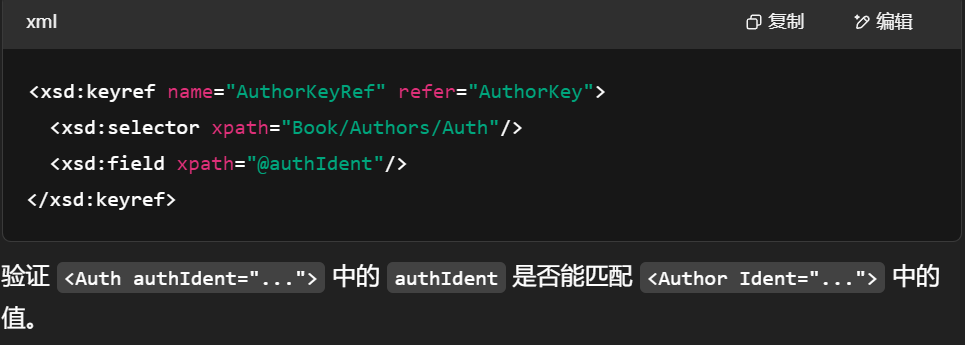 xml 复制 编辑
<xsd:keyref name="AuthorKeyRef" refer="AuthorKey">
  <xsd:selector xpath="Book/Authors/Auth"/>
  <xsd:field xpath="@authIdent"/>
</xsd:keyref>
验证 <Auth authIdent="..."> 中的 authIdent 是否能匹配 <Author Ident="..."> 中的
值。